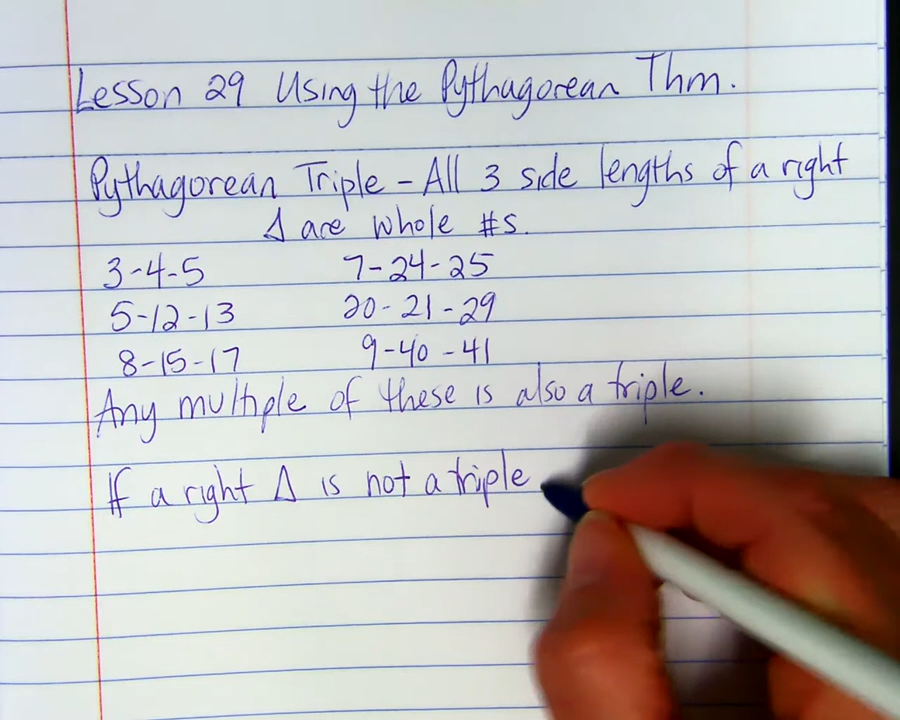 Lesson 29 Using the Pythagorean Thm.
Pythagorean Triple - All 3 side lengths of a right
Δ are whole #s.
3-4-5 7-24-25
5-12-13 20-21-29
8-15-17 9-40-41
Any multiple of these is also a triple.
If a right Δ is not a triple